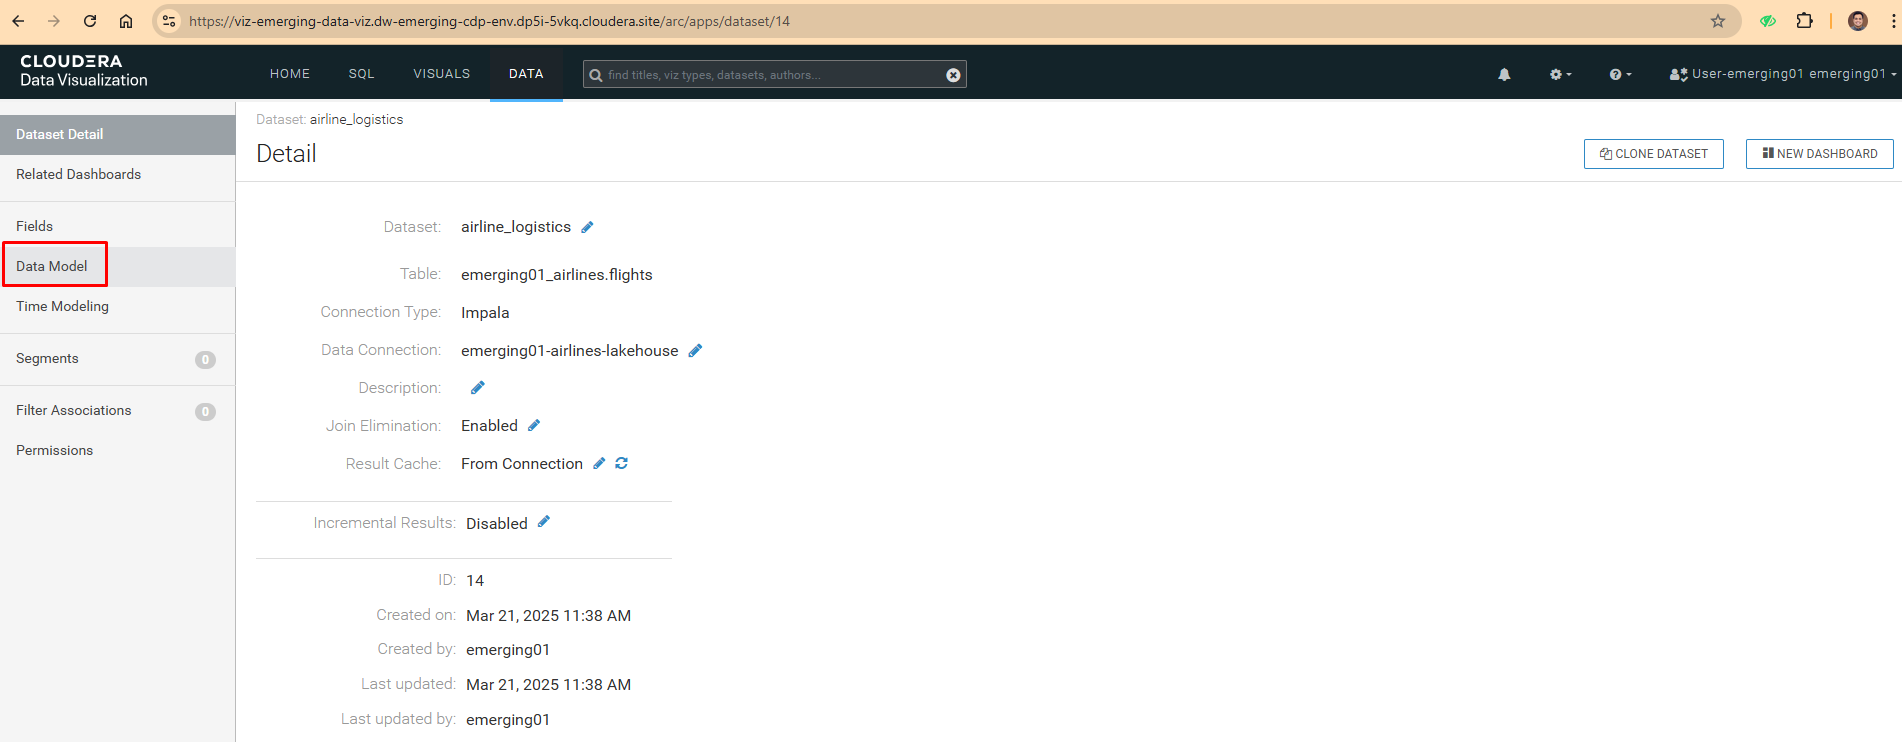 https://viz-emerging-data-viz.dw-emerging-cdp-env.dp5i-5vkq.cloudera.site/arc/apps/dataset/14
CLOUDERA
Data Visualization
HOME SQL VISUALS DATA find titles, viz types, datasets, authors... User-emerging01 emerging01
Dataset Detail
Related Dashboards
Fields
Data Model
Time Modeling
Segments 0
Filter Associations 0
Permissions
Dataset: airline_logistics
Detail
CLONE DATASET NEW DASHBOARD
Dataset: airline_logistics
Table: emerging01_airlines.flights
Connection Type: Impala
Data Connection: emerging01-airlines-lakehouse
Description:
Join Elimination: Enabled
Result Cache: From Connection
Incremental Results: Disabled
ID: 14
Created on: Mar 21, 2025 11:38 AM
Created by: emerging01
Last updated: Mar 21, 2025 11:38 AM
Last updated by: emerging01